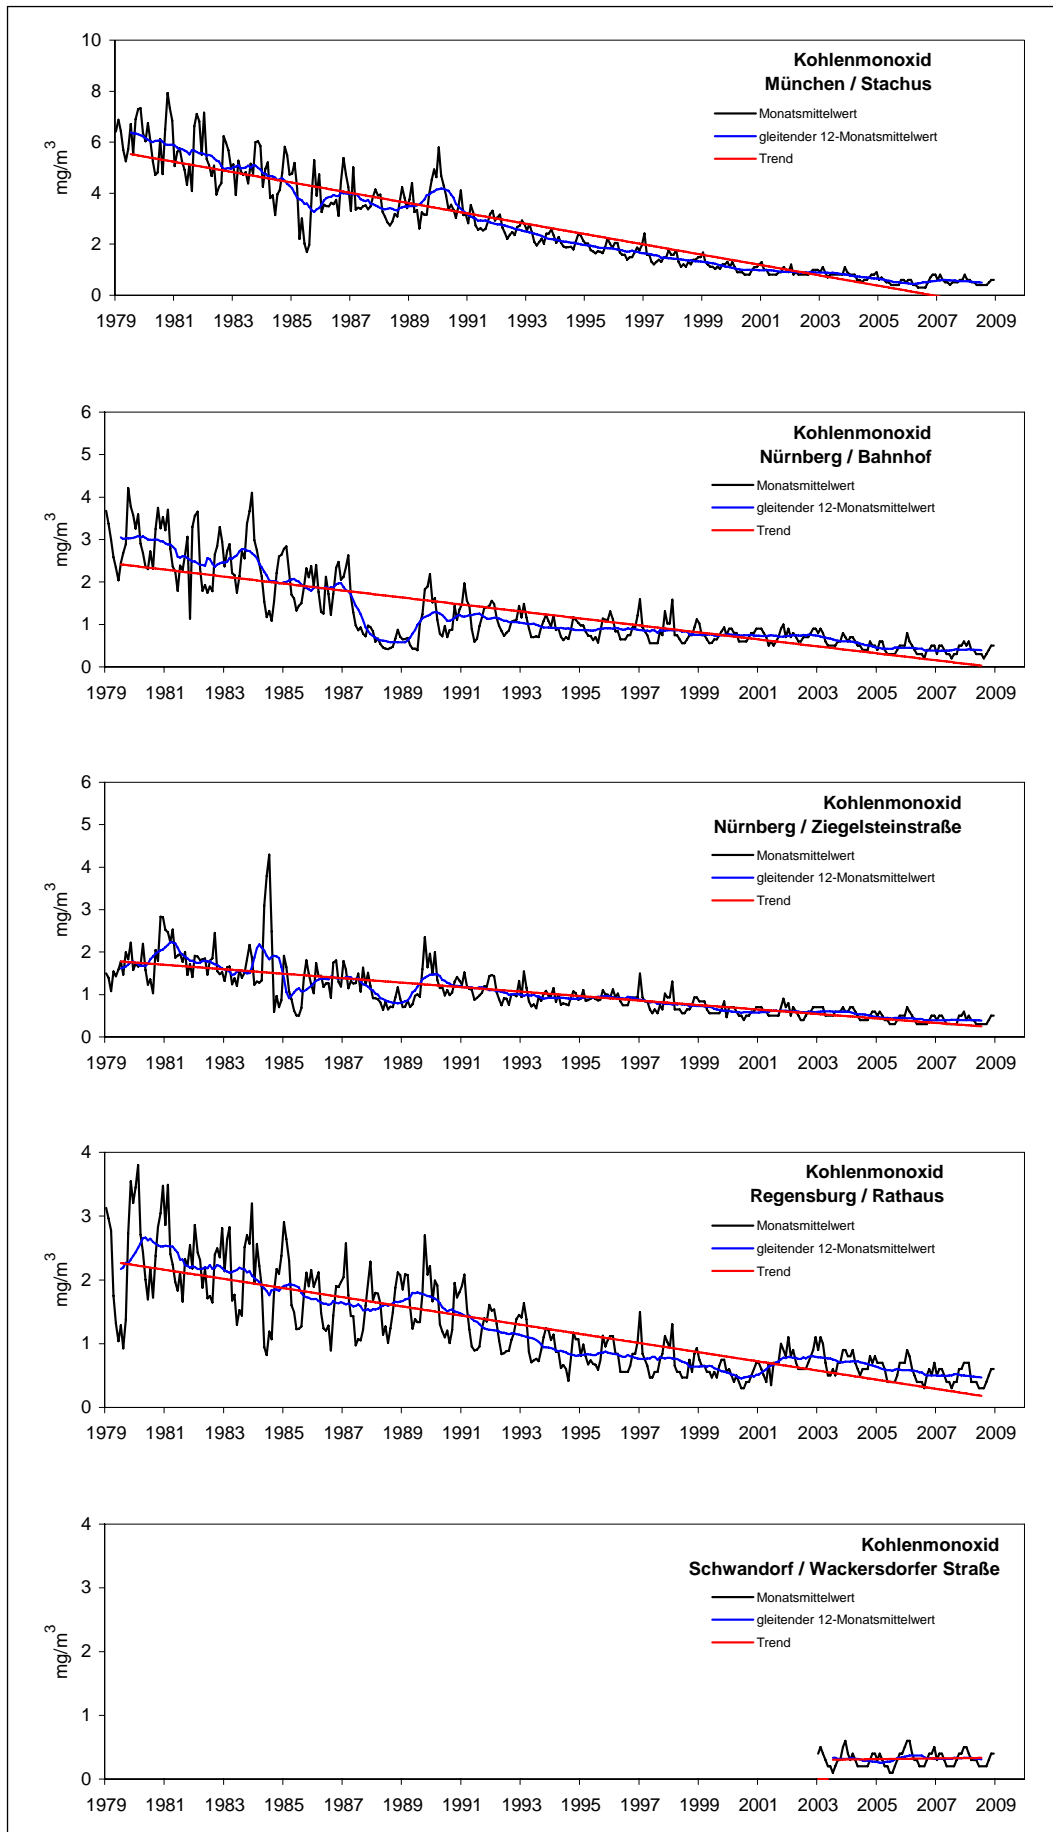 Kohlenmonoxid
München / Stachus
Monatsmittelwert
gleitender 12-Monatsmittelwert
Trend
mg/m³
10
8
6
4
2
0
1979 1981 1983 1985 1987 1989 1991 1993 1995 1997 1999 2001 2003 2005 2007 2009
Kohlenmonoxid
Nürnberg / Bahnhof
Monatsmittelwert
gleitender 12-Monatsmittelwert
Trend
mg/m³
6
5
4
3
2
1
0
1979 1981 1983 1985 1987 1989 1991 1993 1995 1997 1999 2001 2003 2005 2007 2009
Kohlenmonoxid
Nürnberg / Ziegelsteinstraße
Monatsmittelwert
gleitender 12-Monatsmittelwert
Trend
mg/m³
6
5
4
3
2
1
0
1979 1981 1983 1985 1987 1989 1991 1993 1995 1997 1999 2001 2003 2005 2007 2009
Kohlenmonoxid
Regensburg / Rathaus
Monatsmittelwert
gleitender 12-Monatsmittelwert
Trend
mg/m³
4
3
2
1
0
1979 1981 1983 1985 1987 1989 1991 1993 1995 1997 1999 2001 2003 2005 2007 2009
Kohlenmonoxid
Schwandorf / Wackersdorfer Straße
Monatsmittelwert
gleitender 12-Monatsmittelwert
Trend
mg/m³
4
3
2
1
0
1979 1981 1983 1985 1987 1989 1991 1993 1995 1997 1999 2001 2003 2005 2007 2009